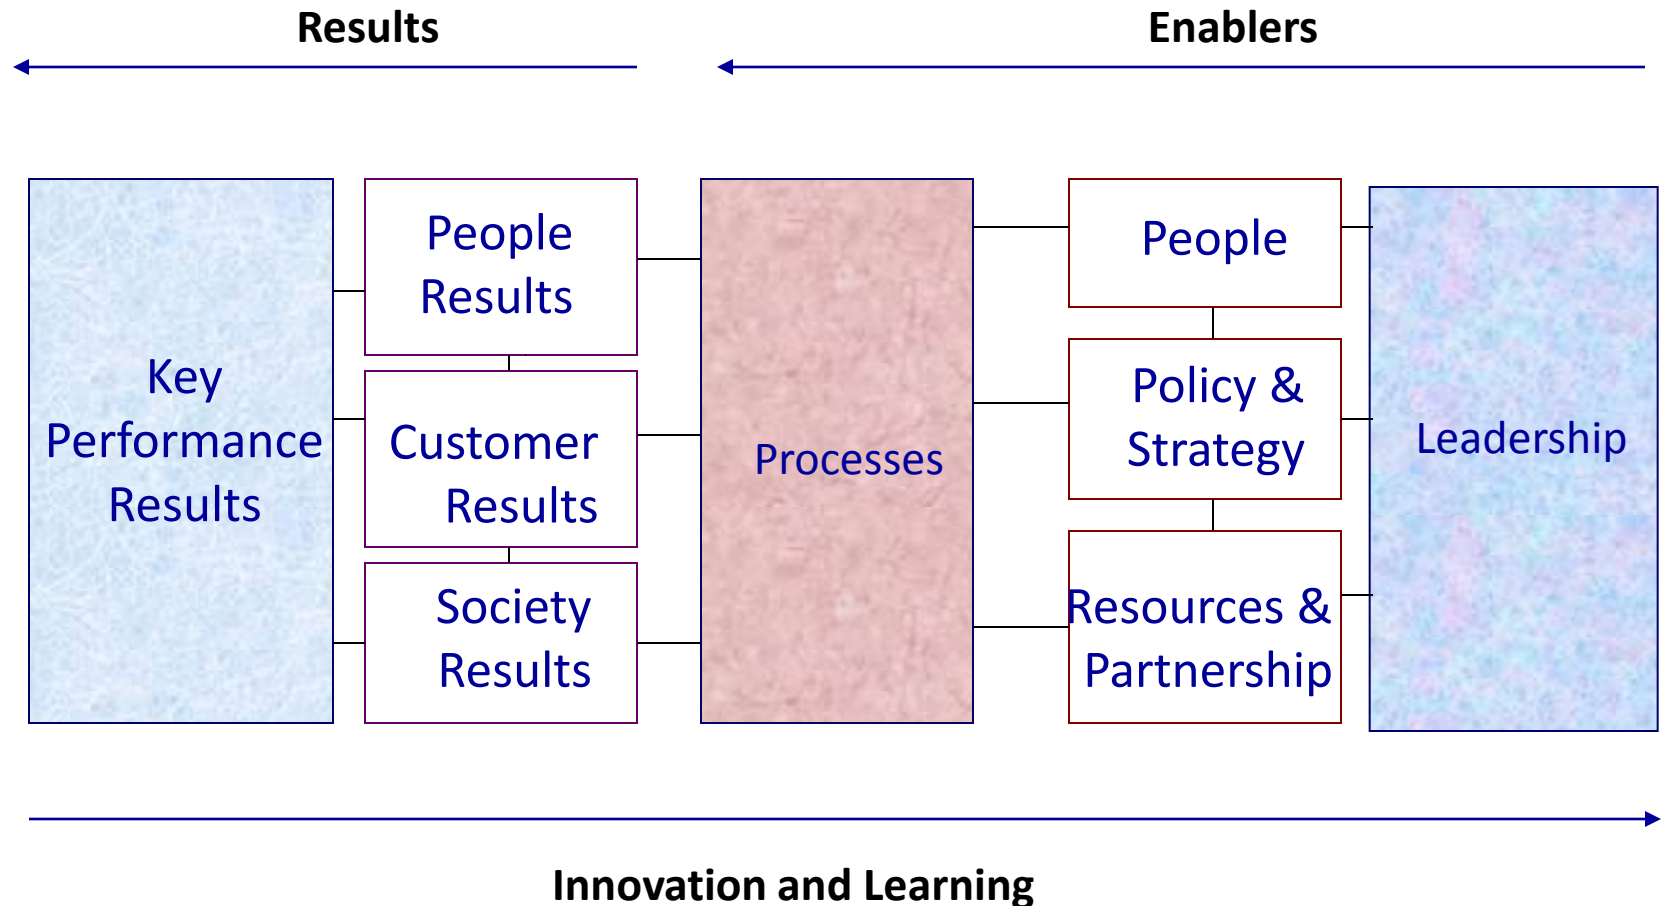 Results
Enablers
Key
Performance
Results
People
Results
Customer
Results
Society
Results
Processes
People
Policy &
Strategy
Resources &
Partnership
Leadership
Innovation and Learning